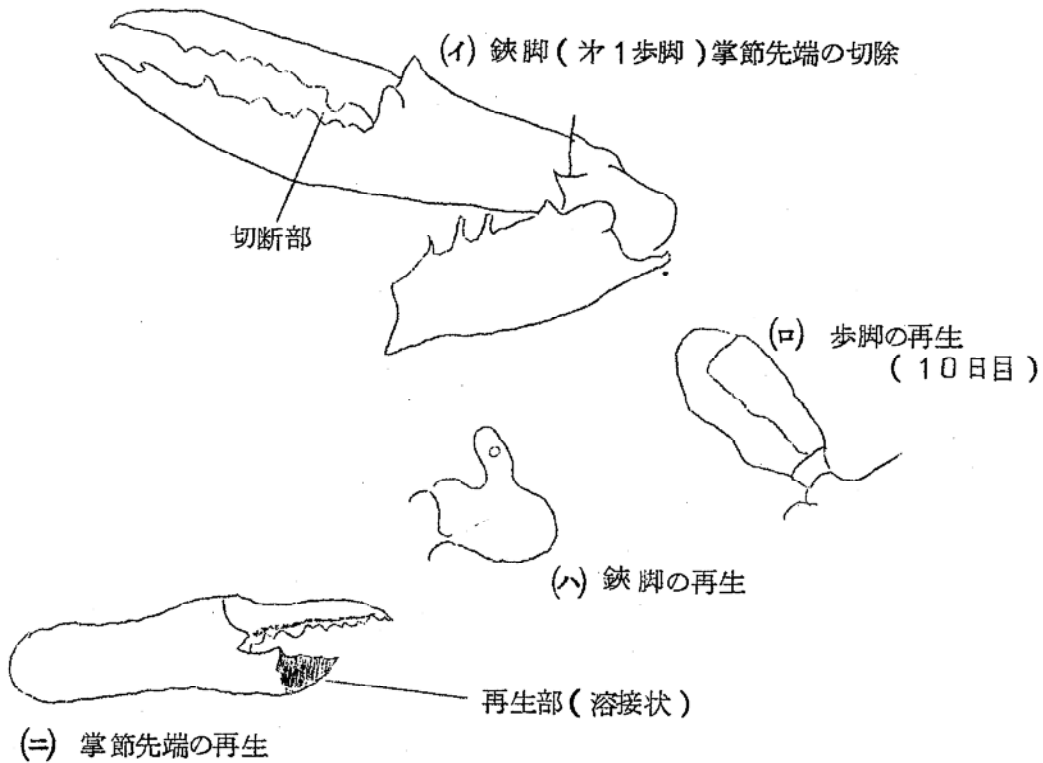 (イ) 鋏脚(才1歩脚)掌節先端の切除
切断部
(ロ) 歩脚の再生
(10日目)
(ハ) 鋏脚の再生
再生部(溶接状)
(ニ) 掌節先端の再生